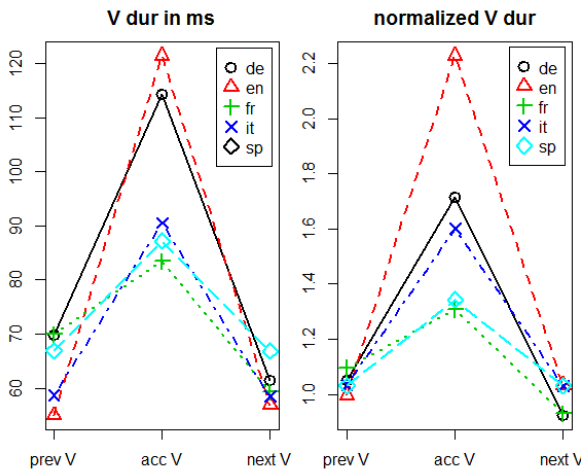 V dur in ms
120
110
100
90
80
70
60
de
en
fr
it
sp
prev V
acc V
next V
normalized V dur
2.2
2.0
1.8
1.6
1.4
1.2
1.0
de
en
fr
it
sp
prev V
acc V
next V